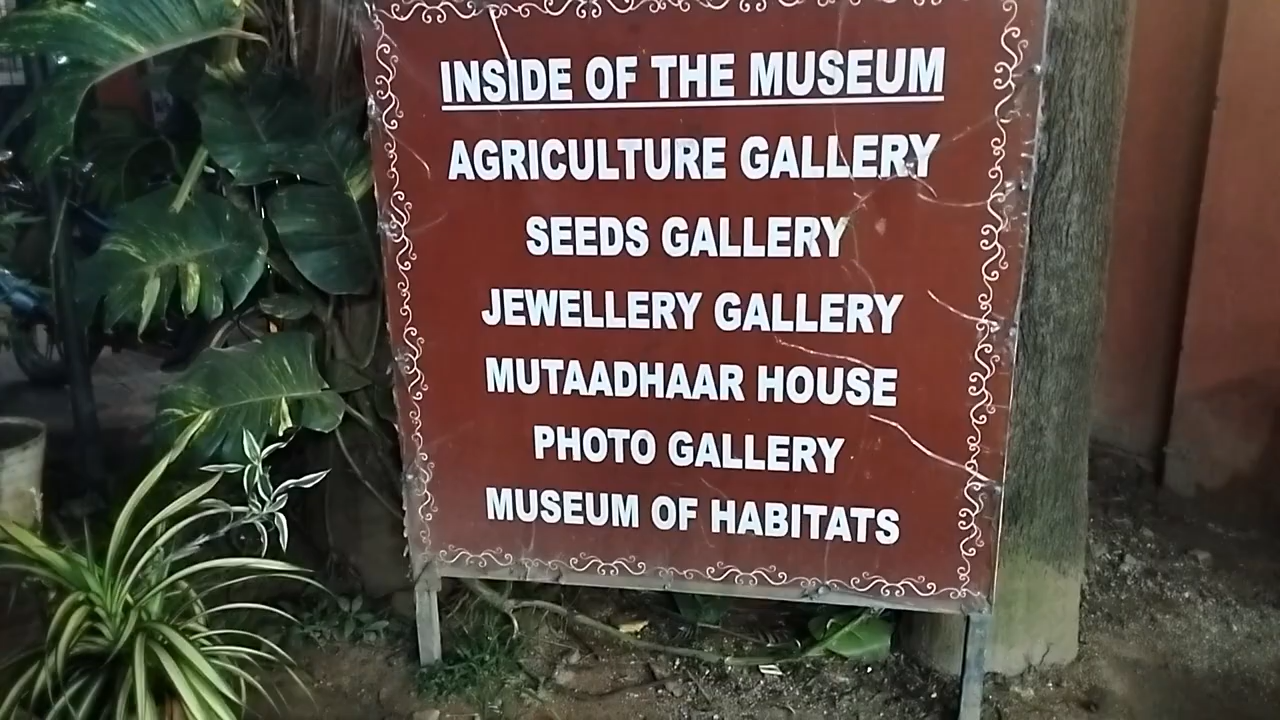 INSIDE OF THE MUSEUM
AGRICULTURE GALLERY
SEEDS GALLERY
JEWELLERY GALLERY
MUTAADHAAR HOUSE
PHOTO GALLERY
MUSEUM OF HABITATS